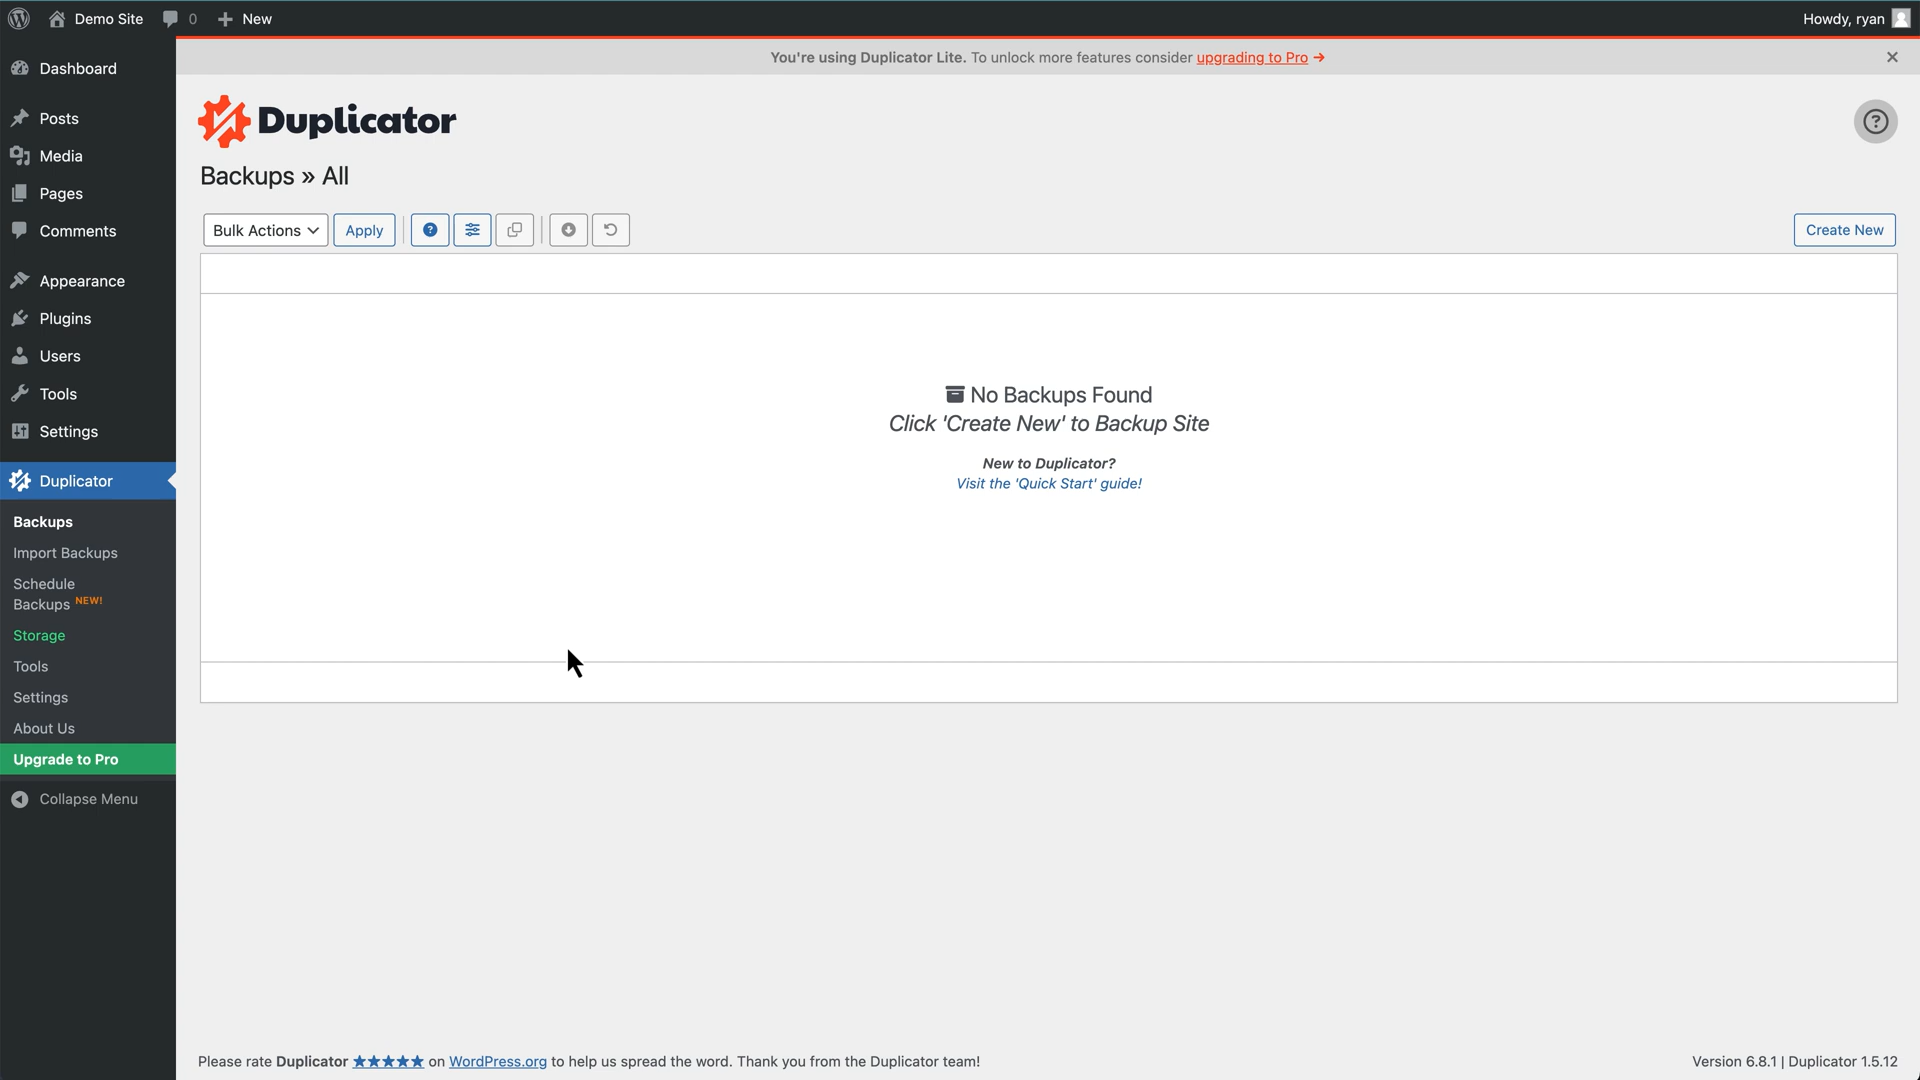 Demo Site 0 New Howdy, ryan
You're using Duplicator Lite. To unlock more features consider upgrading to Pro →
Dashboard
Posts
Media
Pages
Comments
Appearance
Plugins
Users
Tools
Settings
Duplicator
Backups
Import Backups
Schedule
Backups NEW!
Storage
Tools
Settings
About Us
Upgrade to Pro
Collapse Menu
Duplicator
Backups » All
Bulk Actions Apply Create New
No Backups Found
Click 'Create New' to Backup Site
New to Duplicator?
Visit the 'Quick Start' guide!
Please rate Duplicator ★★★★★ on WordPress.org to help us spread the word. Thank you from the Duplicator team!
Version 6.8.1 | Duplicator 1.5.12